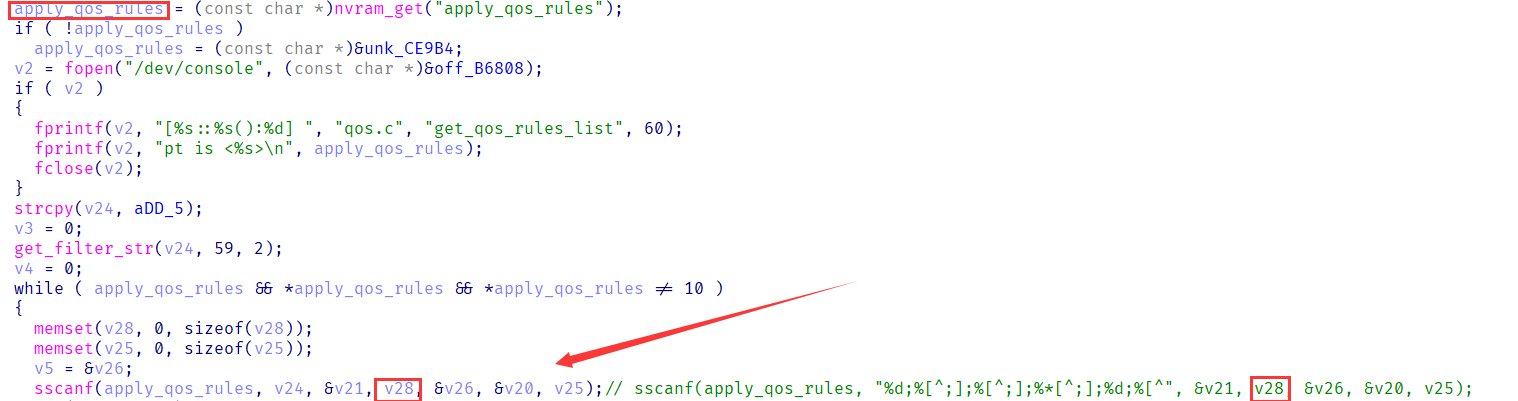 apply_qos_rules = (const char *)nvram_get("apply_qos_rules");
if ( !apply_qos_rules )
apply_qos_rules = (const char *)&unk_CE9B4;
v2 = fopen("/dev/console", (const char *)&off_B6808);
if ( v2 )
{
fprintf(v2, "[%s::%s():%d] ", "qos.c", "get_qos_rules_list", 60);
fprintf(v2, "pt is <%s>\n", apply_qos_rules);
fclose(v2);
}
strcpy(v24, aDD_5);
v3 = 0;
get_filter_str(v24, 59, 2);
v4 = 0;
while ( apply_qos_rules && *apply_qos_rules && *apply_qos_rules ≠ 10 )
{
memset(v28, 0, sizeof(v28));
memset(v25, 0, sizeof(v25));
v5 = &v26;
sscanf(apply_qos_rules, v24, &v21, v28, &v26, &v20, v25);// sscanf(apply_qos_rules, "%d;%[^;];%[^;];%*[^;];%d;%[^", &v21, v28, &v26, &v20, v25);